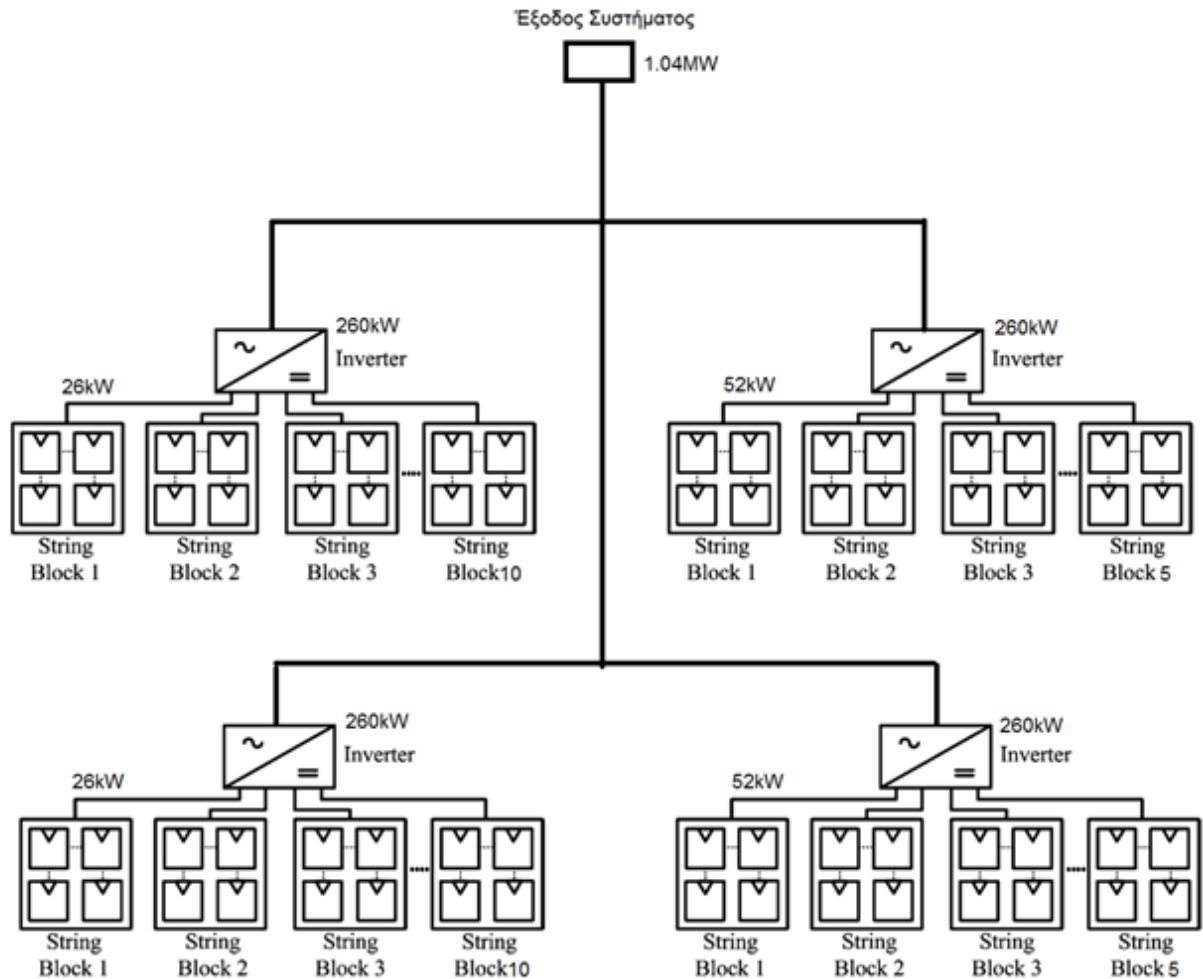 Έξοδος Συστήματος
1.04MW
260kW
Inverter
26kW
String
Block 1
String
Block 2
String
Block 3
String
Block10
260kW
Inverter
52kW
String
Block 1
String
Block 2
String
Block 3
String
Block 5
260kW
Inverter
26kW
String
Block 1
String
Block 2
String
Block 3
String
Block10
260kW
Inverter
52kW
String
Block 1
String
Block 2
String
Block 3
String
Block 5